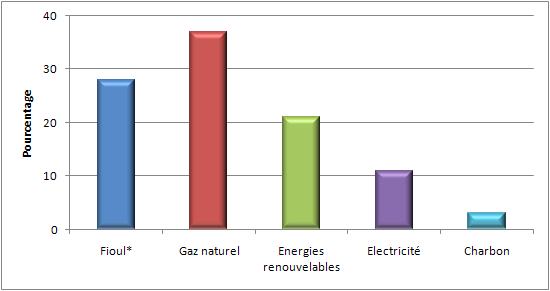 40
30
20
10
0
Pourcentage
Fioul*
Gaz naturel
Energies
renouvelables
Electricité
Charbon